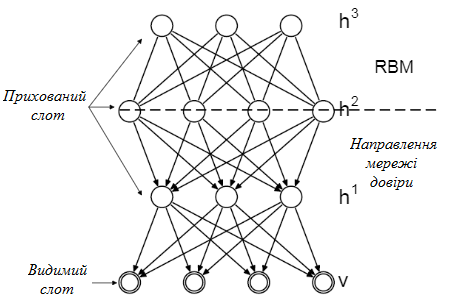 h3
RBM
Прихований
слот
h2
Направлення
мережі
довіри
h1
Видимий
слот
v